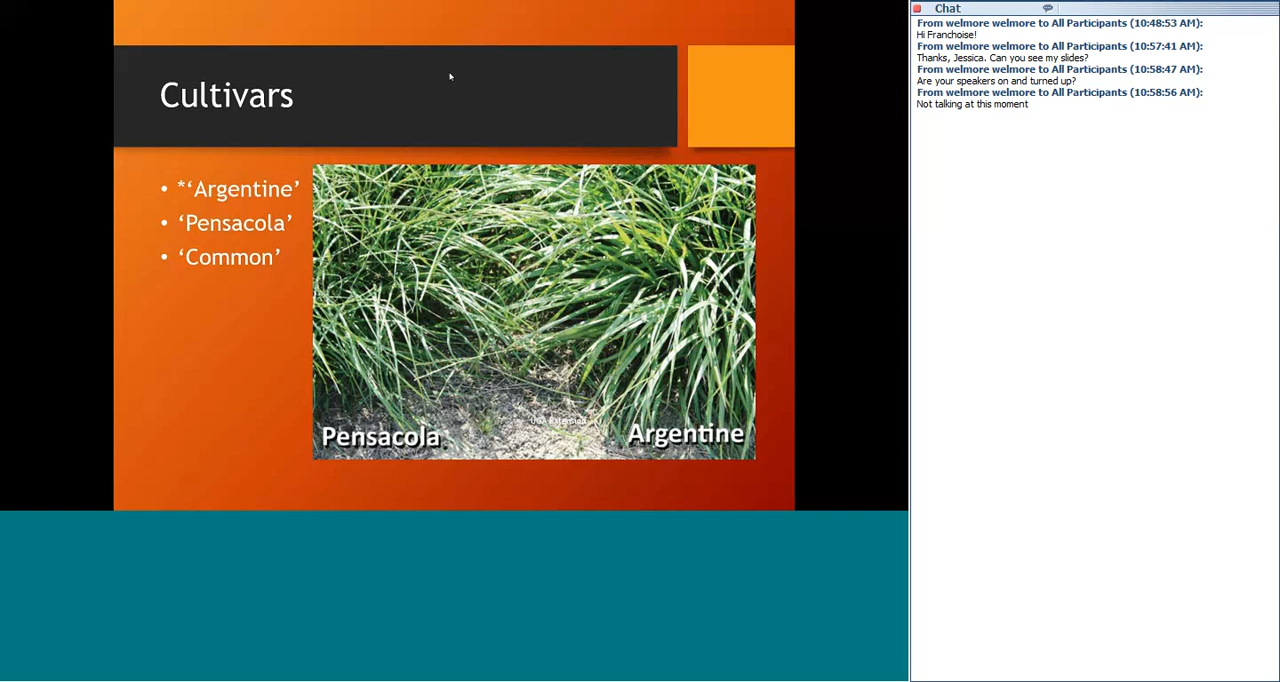 Cultivars
• *‘Argentine’
• ‘Pensacola’
• ‘Common’
UGA Extension
Pensacola
Argentine
Chat
From welmore welmore to All Participants (10:48:53 AM):
Hi Franchoise!
From welmore welmore to All Participants (10:57:41 AM):
Thanks, Jessica. Can you see my slides?
From welmore welmore to All Participants (10:58:47 AM):
Are your speakers on and turned up?
From welmore welmore to All Participants (10:58:56 AM):
Not talking at this moment